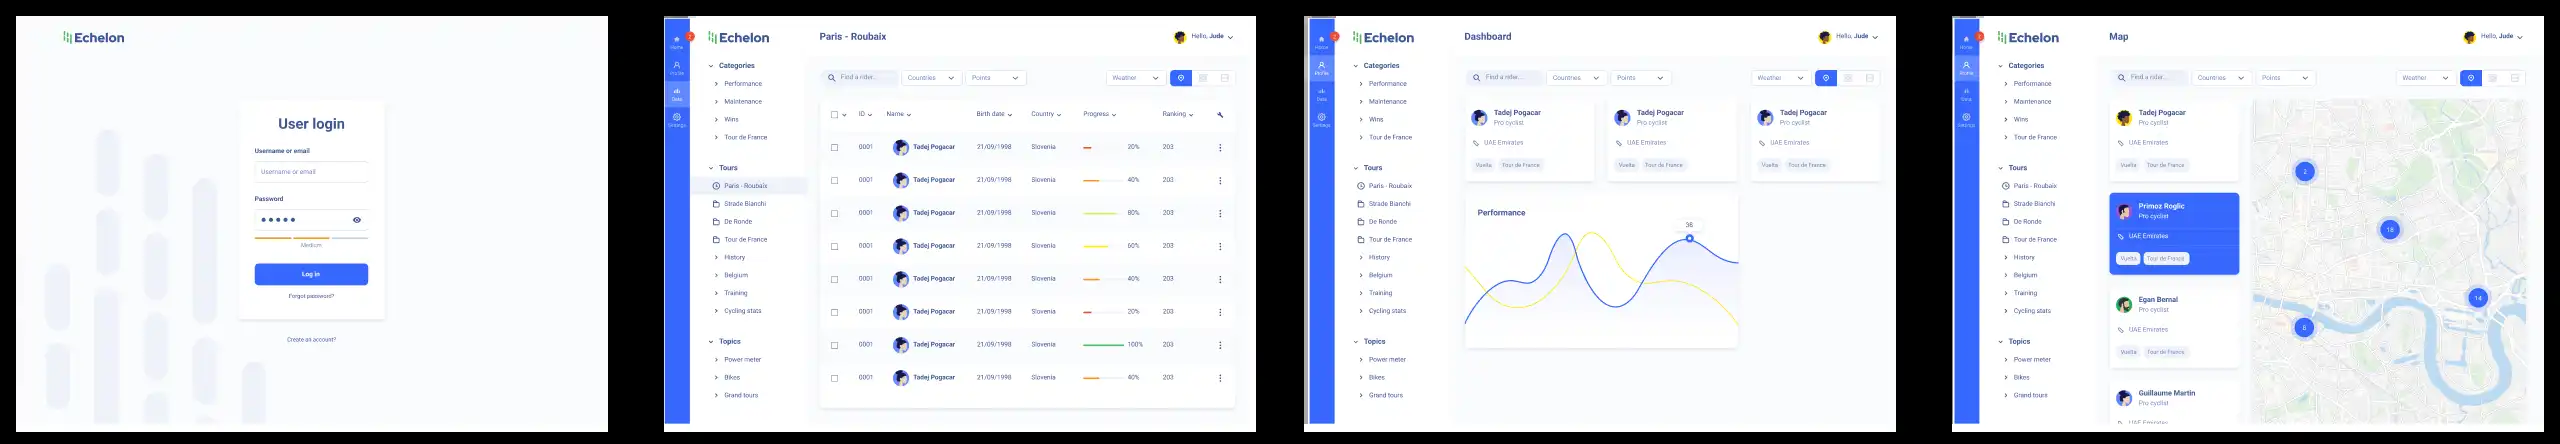 Echelon
User login
Username or email
Username or email
Password
Medium
Log in
Forgot password?
Create an account?
2
Home
Profile
Data
Settings
Echelon
Categories
Performance
Maintenance
Wins
Tour de France
Tours
Paris - Roubaix
Strade Bianchi
De Ronde
Tour de France
History
Belgium
Training
Cycling stats
Topics
Power meter
Bikes
Grand tours
Paris - Roubaix
Hello, Jude
Find a rider...
Countries
Points
Weather
ID Name Birth date Country Progress Ranking
0001 Tadej Pogacar 21/09/1998 Slovenia 20% 203
0001 Tadej Pogacar 21/09/1998 Slovenia 40% 203
0001 Tadej Pogacar 21/09/1998 Slovenia 80% 203
0001 Tadej Pogacar 21/09/1998 Slovenia 60% 203
0001 Tadej Pogacar 21/09/1998 Slovenia 40% 203
0001 Tadej Pogacar 21/09/1998 Slovenia 20% 203
0001 Tadej Pogacar 21/09/1998 Slovenia 100% 203
0001 Tadej Pogacar 21/09/1998 Slovenia 40% 203
2
Home
Profile
Data
Settings
Echelon
Categories
Performance
Maintenance
Wins
Tour de France
Tours
Paris - Roubaix
Strade Bianchi
De Ronde
Tour de France
History
Belgium
Training
Cycling stats
Topics
Power meter
Bikes
Grand tours
Dashboard
Hello, Jude
Find a rider...
Countries
Points
Weather
Tadej Pogacar
Pro cyclist
UAE Emirates
Vuelta Tour de France
Tadej Pogacar
Pro cyclist
UAE Emirates
Vuelta Tour de France
Tadej Pogacar
Pro cyclist
UAE Emirates
Vuelta Tour de France
Performance
36
2
Home
Profile
Data
Settings
Echelon
Categories
Performance
Maintenance
Wins
Tour de France
Tours
Paris - Roubaix
Strade Bianchi
De Ronde
Tour de France
History
Belgium
Training
Cycling stats
Topics
Power meter
Bikes
Grand tours
Map
Hello, Jude
Find a rider...
Countries
Points
Weather
Tadej Pogacar
Pro cyclist
UAE Emirates
Vuelta Tour de France
Primoz Roglic
Pro cyclist
UAE Emirates
Vuelta Tour de France
Egan Bernal
Pro cyclist
UAE Emirates
Vuelta Tour de France
Guillaume Martin
Pro cyclist
UAE Emirates
2
18
14